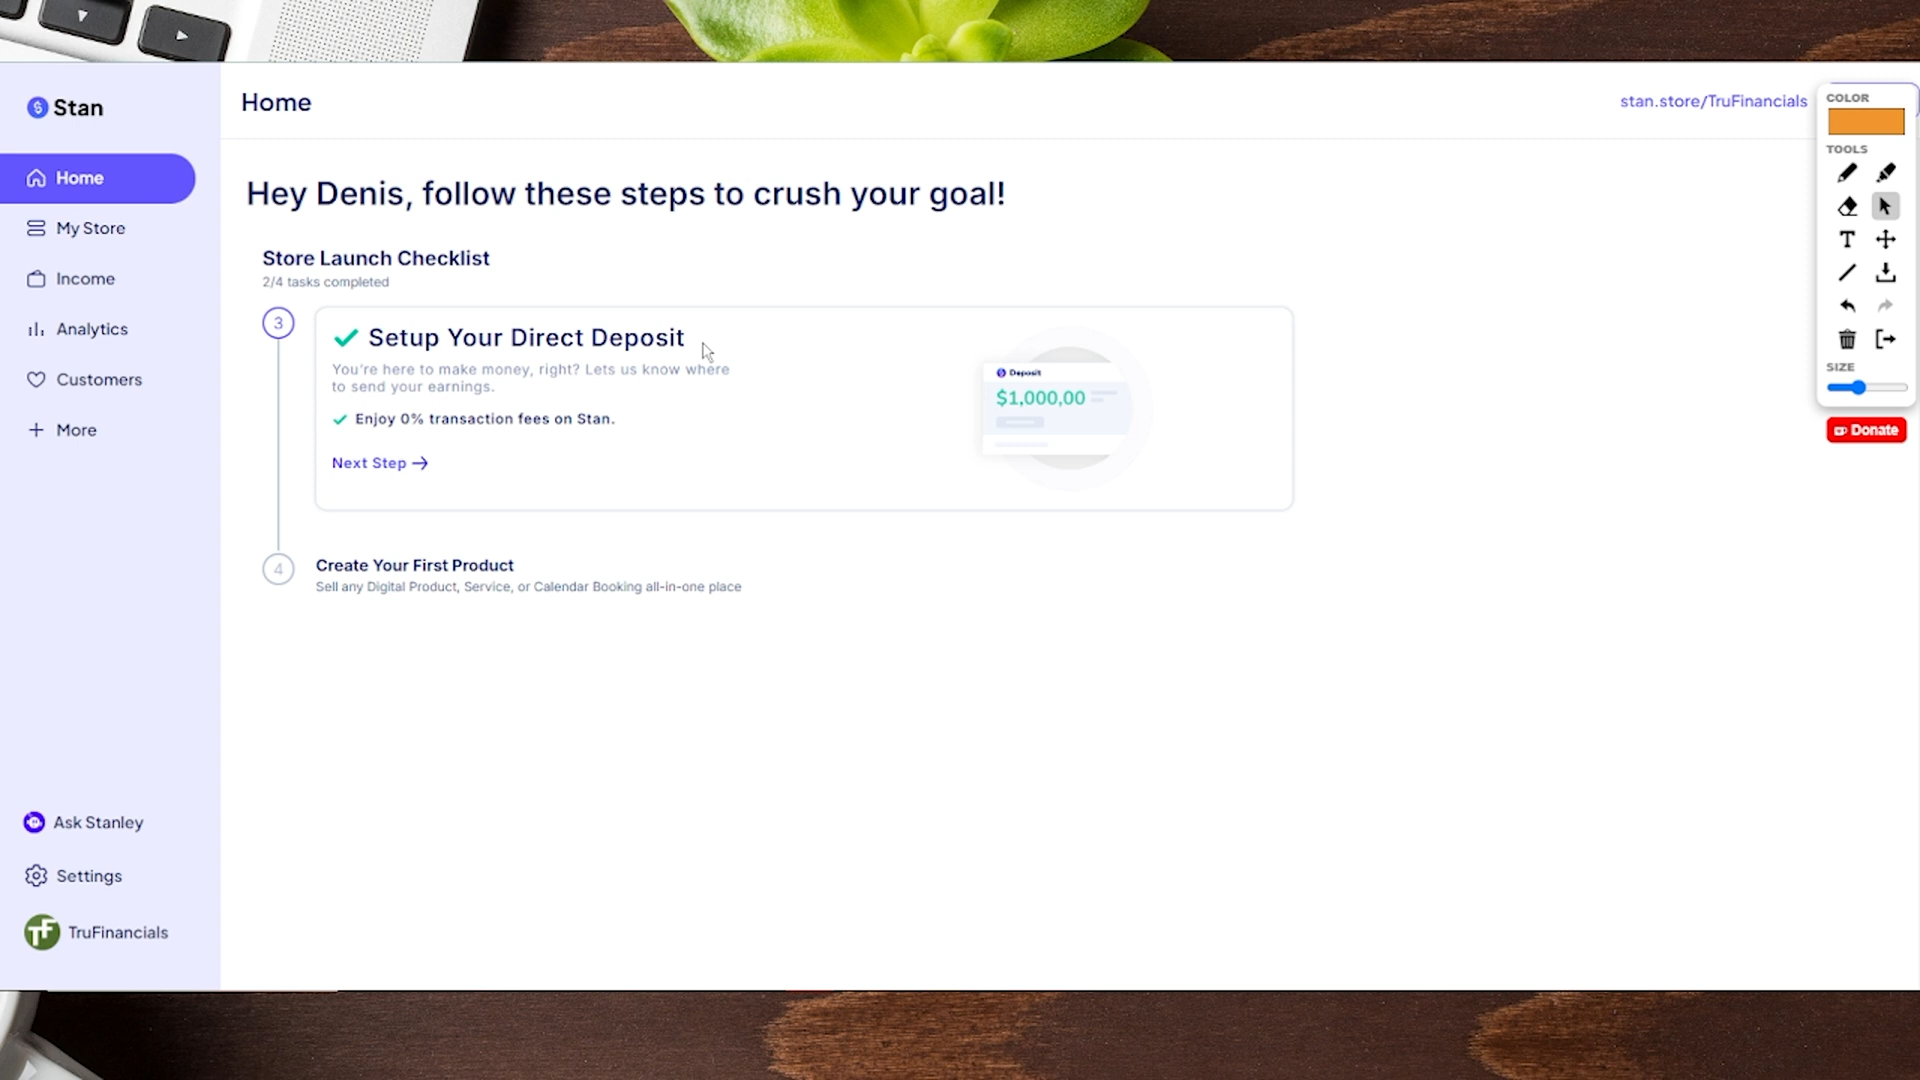 Stan
Home
My Store
Income
Analytics
Customers
More
Ask Stanley
Settings
TF
TruFinancials
Home
stan.store/TruFinancials
Hey Denis, follow these steps to crush your goal!
Store Launch Checklist
2/4 tasks completed
3
Setup Your Direct Deposit
You're here to make money, right? Lets us know where
to send your earnings.
Enjoy 0% transaction fees on Stan.
Next Step →
Deposit
$1,000,00
4
Create Your First Product
Sell any Digital Product, Service, or Calendar Booking all-in-one place
COLOR
TOOLS
T
SIZE
Donate